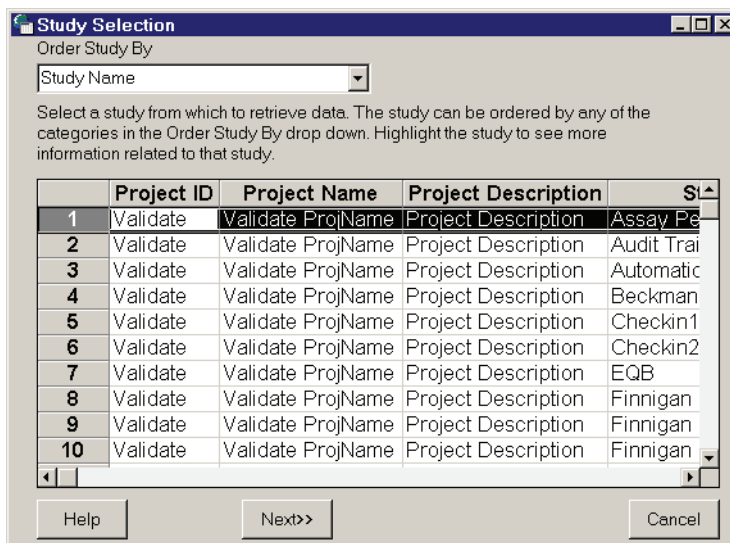 Study Selection
Order Study By
Study Name
Select a study from which to retrieve data. The study can be ordered by any of the
categories in the Order Study By drop down. Highlight the study to see more
information related to that study.
Project ID Project Name Project Description St
1 Validate Validate ProjName Project Description Assay Pe
2 Validate Validate ProjName Project Description Audit Trai
3 Validate Validate ProjName Project Description Automatic
4 Validate Validate ProjName Project Description Beckman
5 Validate Validate ProjName Project Description Checkin1
6 Validate Validate ProjName Project Description Checkin2
7 Validate Validate ProjName Project Description EQB
8 Validate Validate ProjName Project Description Finnigan
9 Validate Validate ProjName Project Description Finnigan
10 Validate Validate ProjName Project Description Finnigan
Help Next>> Cancel